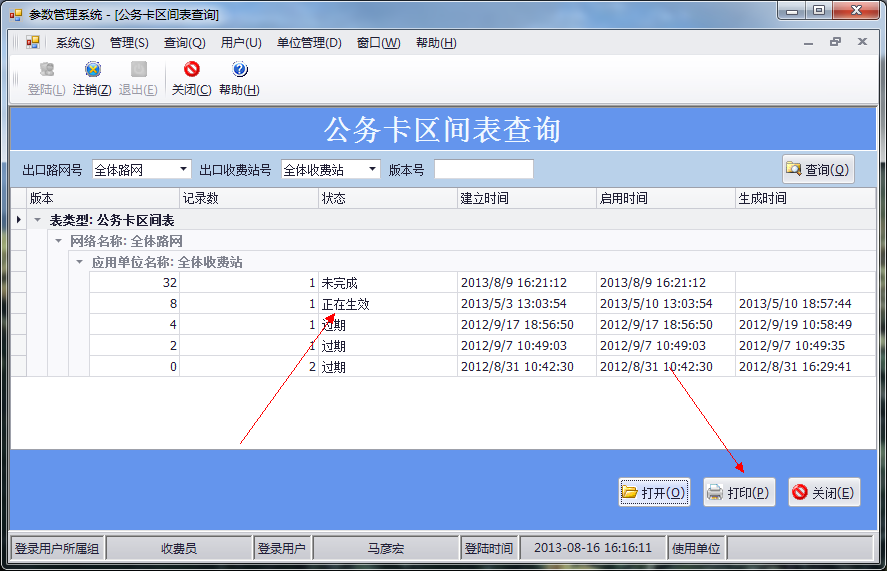 参数管理系统 - [公务卡区间表查询]
系统(S) 管理(S) 查询(Q) 用户(U) 单位管理(D) 窗口(W) 帮助(H)
登陆(L) 注销(Z) 退出(E) 关闭(C) 帮助(H)
公务卡区间表查询
出口路网号 全体路网 出口收费站号 全体收费站 版本号 查询(Q)
版本 记录数 状态 建立时间 启用时间 生成时间
表类型: 公务卡区间表
网络名称: 全体路网
应用单位名称: 全体收费站
32 1 未完成 2013/8/9 16:21:12 2013/8/9 16:21:12
8 1 正在生效 2013/5/3 13:03:54 2013/5/10 13:03:54 2013/5/10 18:57:44
4 1 过期 2012/9/17 18:56:50 2012/9/17 18:56:50 2012/9/19 10:58:49
2 1 过期 2012/9/7 10:49:03 2012/9/7 10:49:03 2012/9/7 10:49:35
0 2 过期 2012/8/31 10:42:30 2012/8/31 10:42:30 2012/8/31 16:29:41
打开(O) 打印(P) 关闭(E)
登录用户所属组 收费员 登录用户 马彦宏 登陆时间 2013-08-16 16:16:11 使用单位